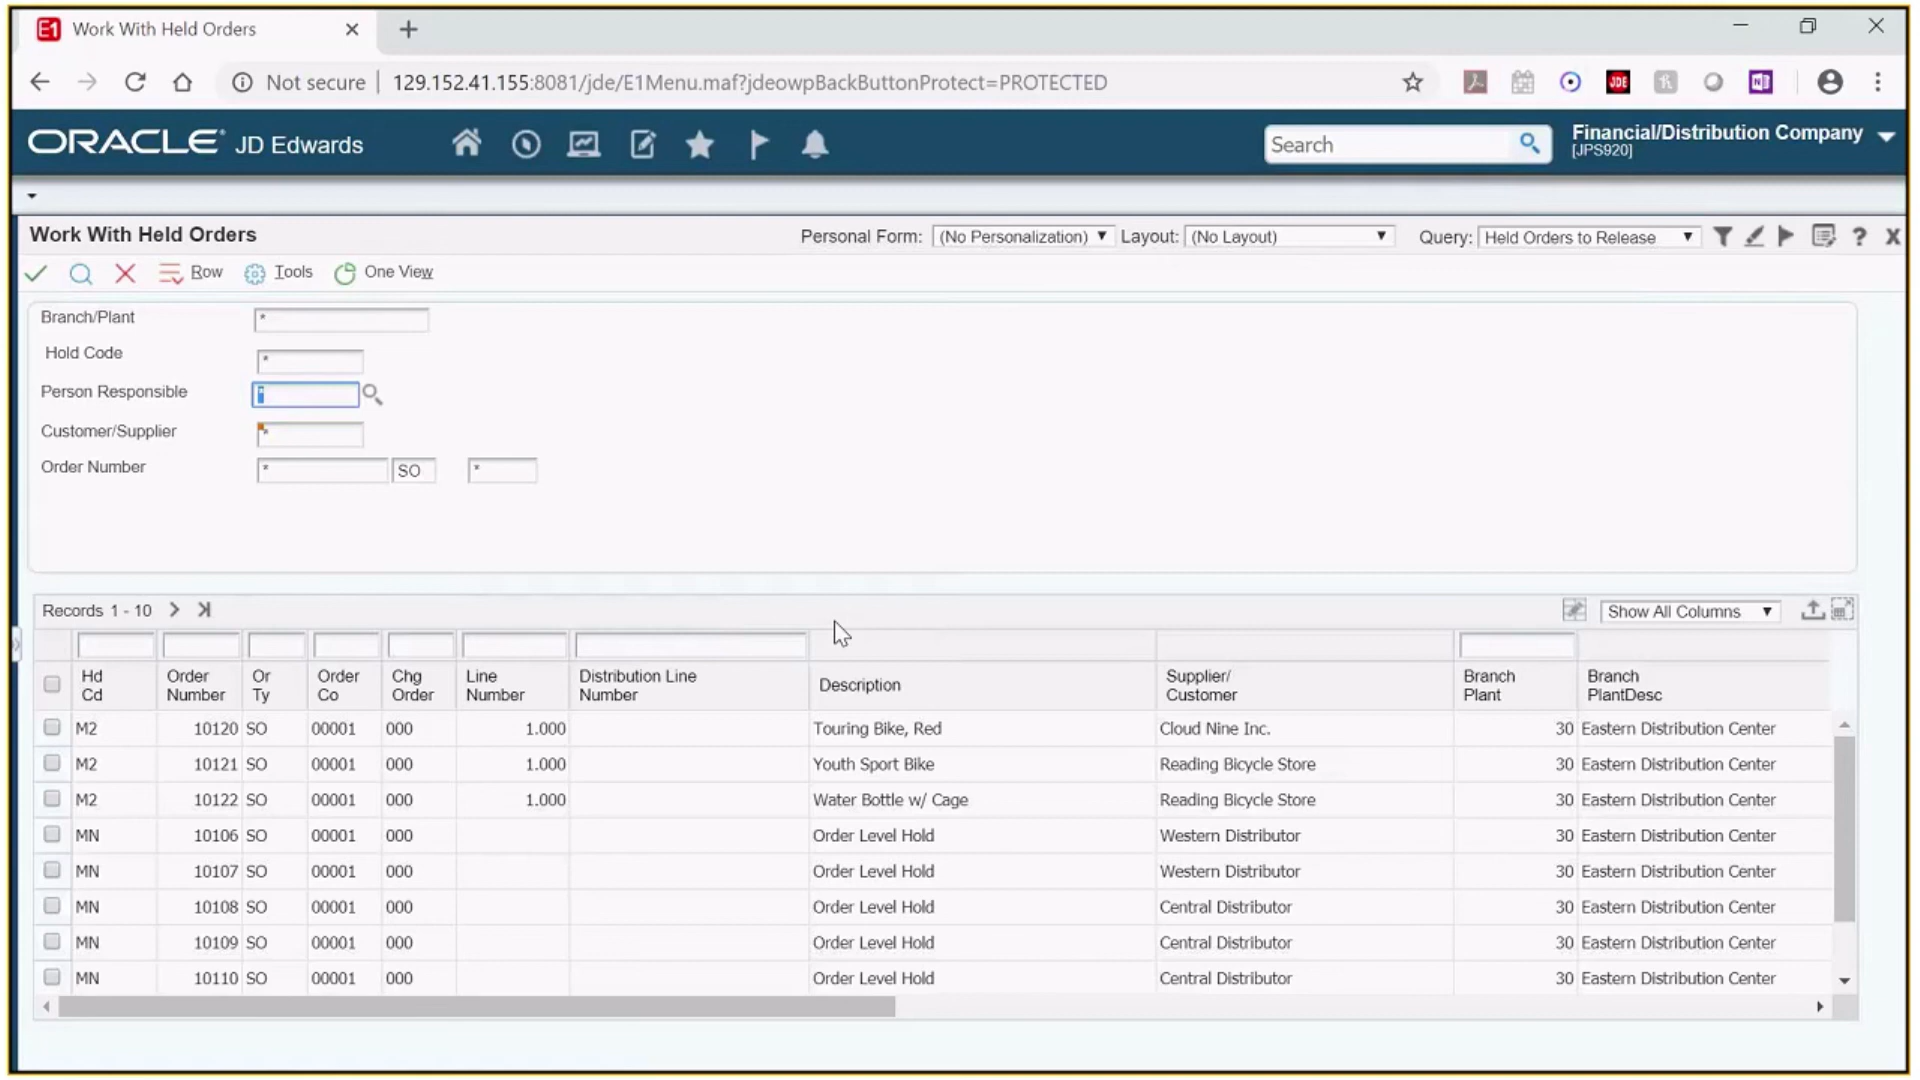 E1 Work With Held Orders
Not secure 129.152.41.155:8081/jde/E1Menu.maf?jdeowpBackButtonProtect=PROTECTED JDE N
ORACLE JD Edwards Search Financial/Distribution Company
[JPS920]
Work With Held Orders Personal Form: (No Personalization) Layout: (No Layout) Query: Held Orders to Release ? X
Row Tools One View
Branch/Plant *
Hold Code *
Person Responsible *
Customer/Supplier *
Order Number * SO *
Records 1 - 10 Show All Columns
Hd Cd Order Number Or Ty Order Co Chg Order Line Number Distribution Line Number Description Supplier/ Customer Branch Plant Branch PlantDesc
M2 10120 SO 00001 000 1.000 Touring Bike, Red Cloud Nine Inc. 30 Eastern Distribution Center
M2 10121 SO 00001 000 1.000 Youth Sport Bike Reading Bicycle Store 30 Eastern Distribution Center
M2 10122 SO 00001 000 1.000 Water Bottle w/ Cage Reading Bicycle Store 30 Eastern Distribution Center
MN 10106 SO 00001 000 Order Level Hold Western Distributor 30 Eastern Distribution Center
MN 10107 SO 00001 000 Order Level Hold Western Distributor 30 Eastern Distribution Center
MN 10108 SO 00001 000 Order Level Hold Central Distributor 30 Eastern Distribution Center
MN 10109 SO 00001 000 Order Level Hold Central Distributor 30 Eastern Distribution Center
MN 10110 SO 00001 000 Order Level Hold Central Distributor 30 Eastern Distribution Center